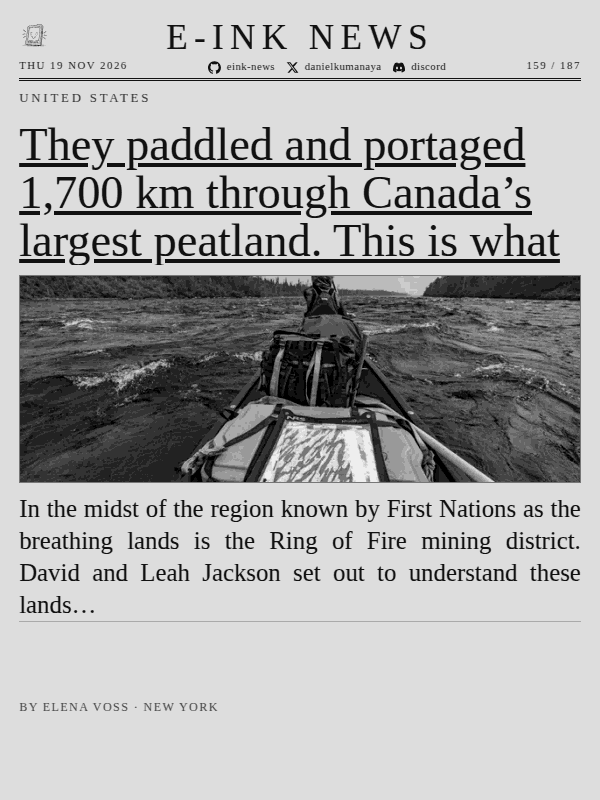 E-INK NEWS
THU 19 NOV 2026
eink-news danielkumanaya discord
159 / 187
UNITED STATES
They paddled and portaged
1,700 km through Canada’s
largest peatland. This is what
NRS
In the midst of the region known by First Nations as the
breathing lands is the Ring of Fire mining district.
David and Leah Jackson set out to understand these
lands…
BY ELENA VOSS · NEW YORK